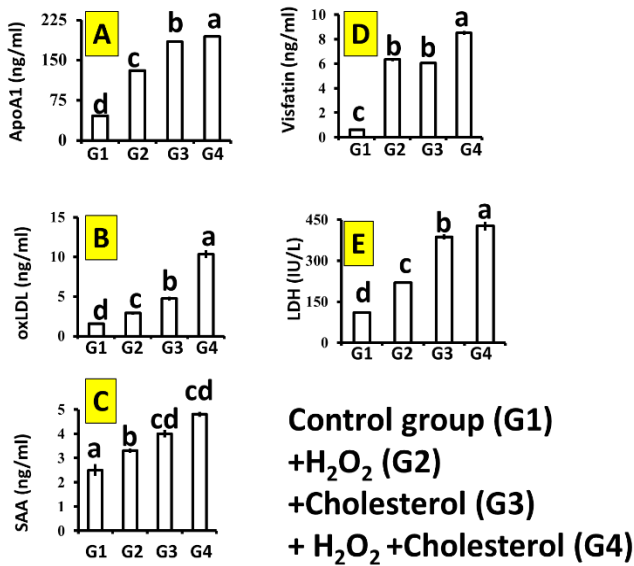 A
ApoA1 (ng/ml)
225
150
75
0
d
c
b
a
G1 G2 G3 G4
D
Visfatin (ng/ml)
10
8
6
4
2
0
c
b
b
a
G1 G2 G3 G4
B
oxLDL (ng/ml)
15
10
5
0
d
c
b
a
G1 G2 G3 G4
E
LDH (IU/L)
450
300
150
0
d
c
b
a
G1 G2 G3 G4
C
SAA (ng/ml)
5
4
3
2
1
0
a
b
cd
cd
G1 G2 G3 G4
Control group (G1)
+H₂O₂ (G2)
+Cholesterol (G3)
+ H₂O₂ +Cholesterol (G4)